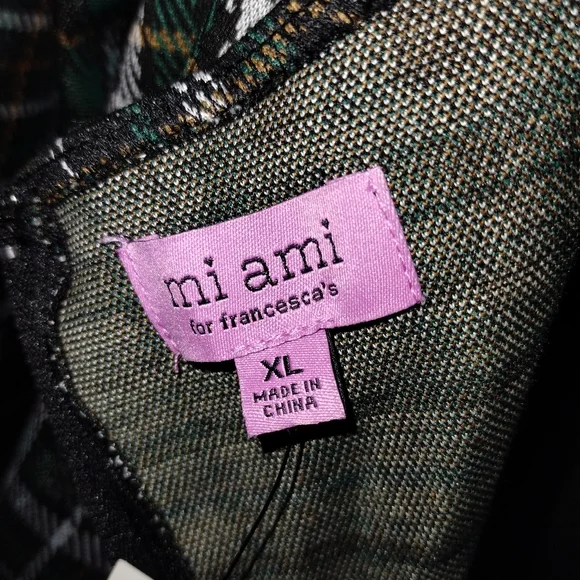 mi ami
for francesca's
XL
MADE IN
CHINA